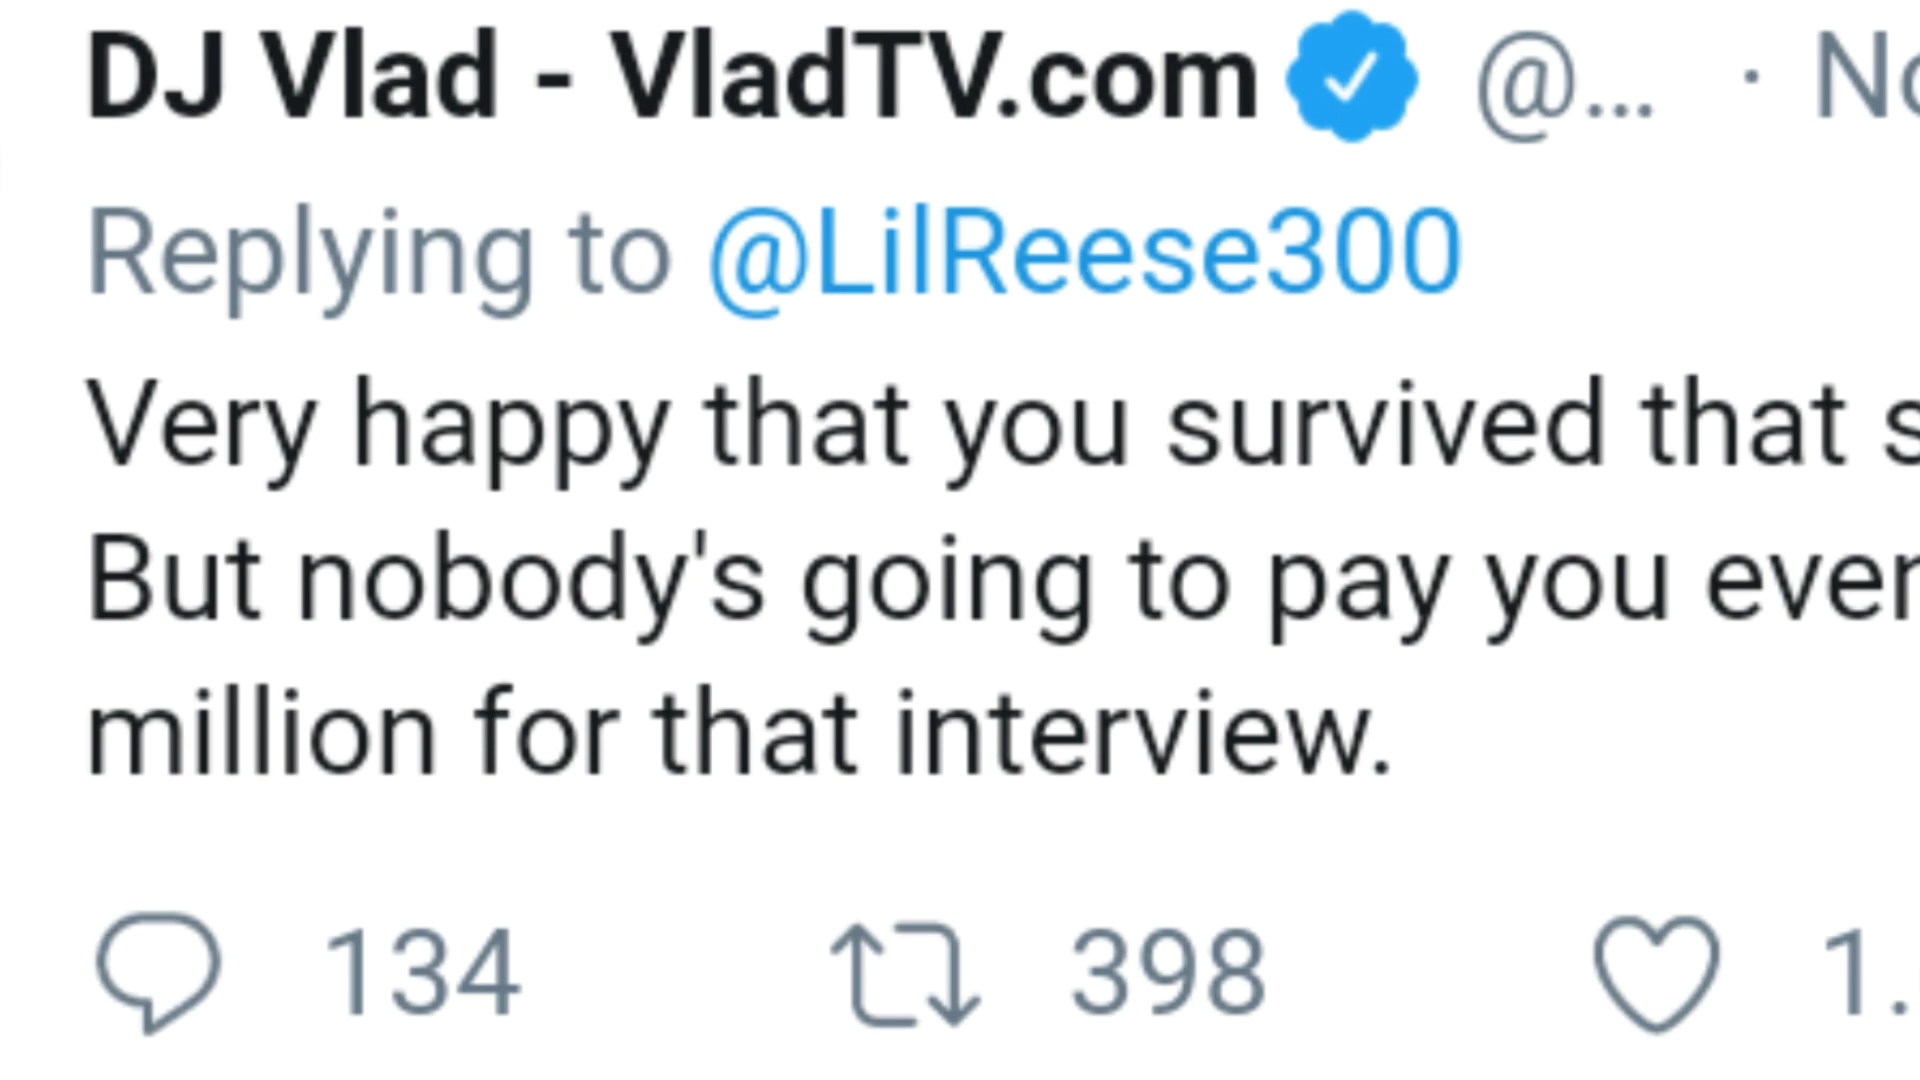 DJ Vlad - VladTV.com @... · No
Replying to @LilReese300
Very happy that you survived that s
But nobody's going to pay you ever
million for that interview.
134 398 1.